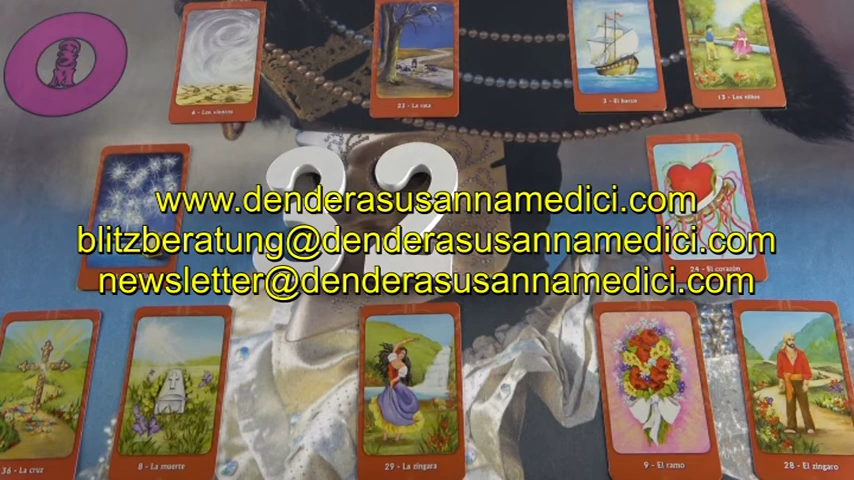 6 - Los vientos
23 - La rata
3 - El barco
13 - Los niños
32
www.denderasusannamedici.com
blitzberatung@denderasusannamedici.com
newsletter@denderasusannamedici.com
24 - El corazón
36 - La cruz
8 - La muerte
29 - La zíngara
9 - El ramo
28 - El zíngaro